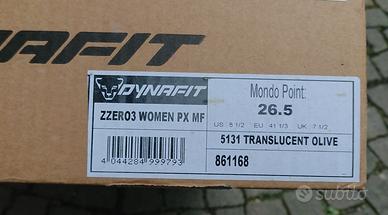 DYNAFIT
DYNAFIT
ZZERO3 WOMEN PX MF
4 044284 999793
Mondo Point:
26.5
US 8 1/2 EU 41 1/3 UK 7 1/2
5131 TRANSLUCENT OLIVE
861168
subito